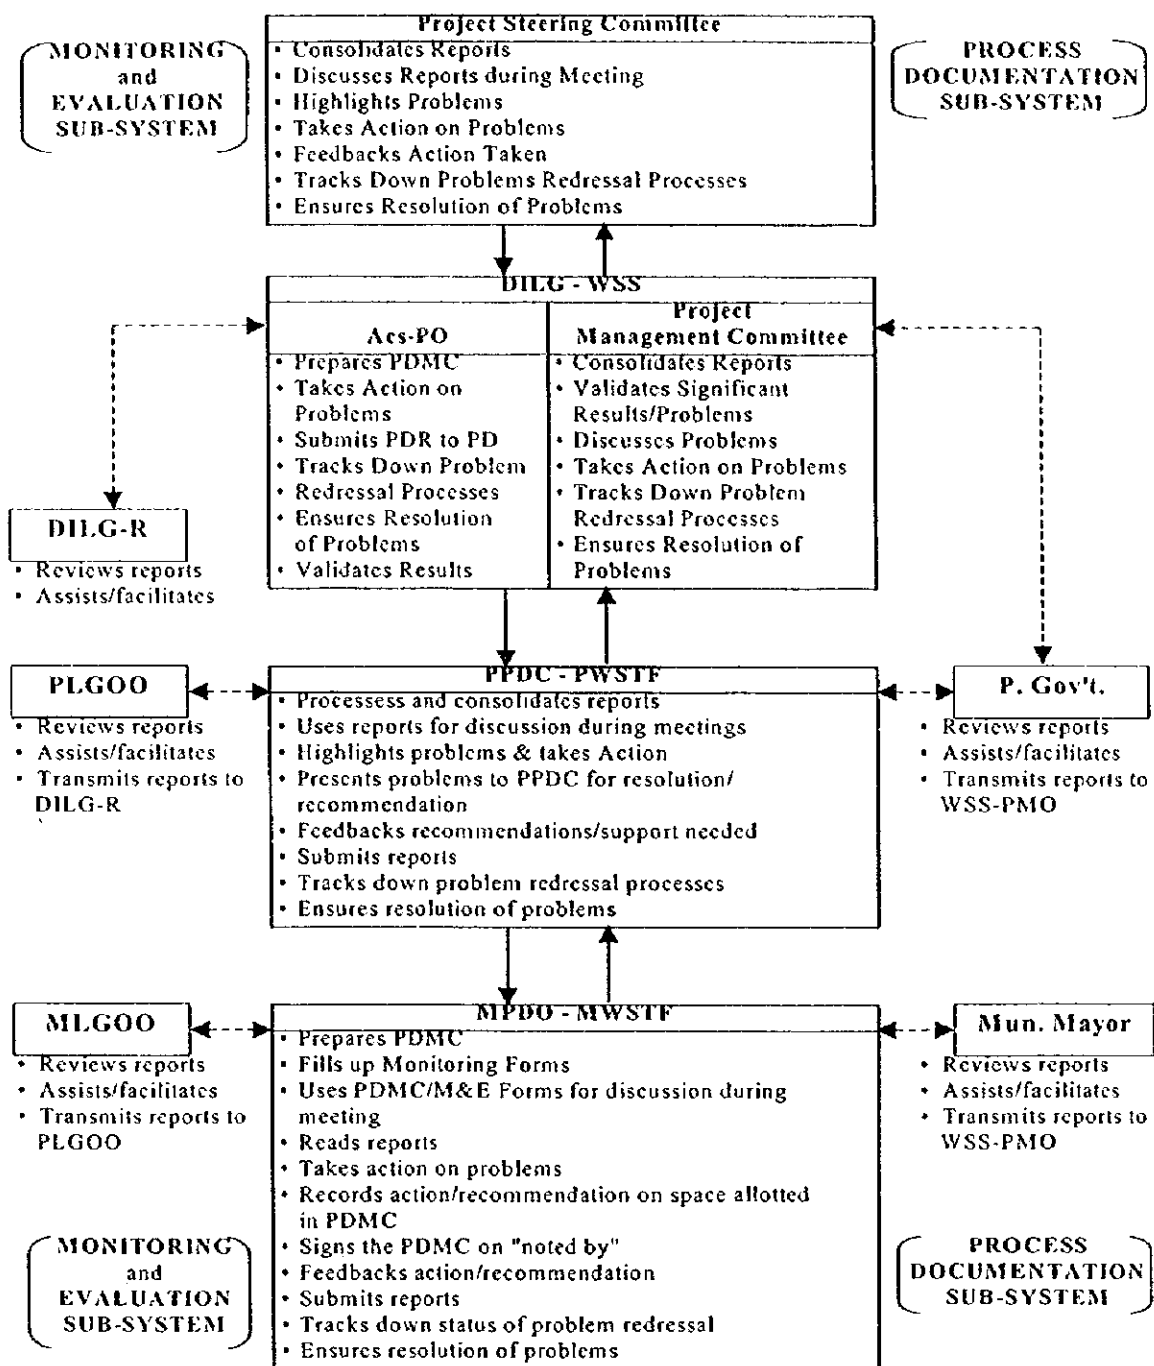 MONITORING
and
EVALUATION
SUB-SYSTEM
Project Steering Committee
• Consolidates Reports
• Discusses Reports during Meeting
• Highlights Problems
• Takes Action on Problems
• Feedbacks Action Taken
• Tracks Down Problems Redressal Processes
• Ensures Resolution of Problems
PROCESS
DOCUMENTATION
SUB-SYSTEM
DILG - WSS
Acs-PO
• Prepares PDMC
• Takes Action on
Problems
• Submits PDR to PD
• Tracks Down Problem
• Redressal Processes
• Ensures Resolution
of Problems
• Validates Results
Project
Management Committee
• Consolidates Reports
• Validates Significant
Results/Problems
• Discusses Problems
• Takes Action on Problems
• Tracks Down Problem
Redressal Processes
• Ensures Resolution of
Problems
DILG-R
• Reviews reports
• Assists/facilitates
PLGOO
• Reviews reports
• Assists/facilitates
• Transmits reports to
DILG-R
PPDC - PWSTF
• Processess and consolidates reports
• Uses reports for discussion during meetings
• Highlights problems & takes Action
• Presents problems to PPDC for resolution/
recommendation
• Feedbacks recommendations/support needed
• Submits reports
• Tracks down problem redressal processes
• Ensures resolution of problems
P. Gov't.
• Reviews reports
• Assists/facilitates
• Transmits reports to
WSS-PMO
MLGOO
• Reviews reports
• Assists/facilitates
• Transmits reports to
PLGOO
MPDO - MWSTF
• Prepares PDMC
• Fills up Monitoring Forms
• Uses PDMC/M&E Forms for discussion during
meeting
• Reads reports
• Takes action on problems
• Records action/recommendation on space allotted
in PDMC
• Signs the PDMC on "noted by"
• Feedbacks action/recommendation
• Submits reports
• Tracks down status of problem redressal
• Ensures resolution of problems
Mun. Mayor
• Reviews reports
• Assists/facilitates
• Transmits reports to
WSS-PMO
MONITORING
and
EVALUATION
SUB-SYSTEM
PROCESS
DOCUMENTATION
SUB-SYSTEM